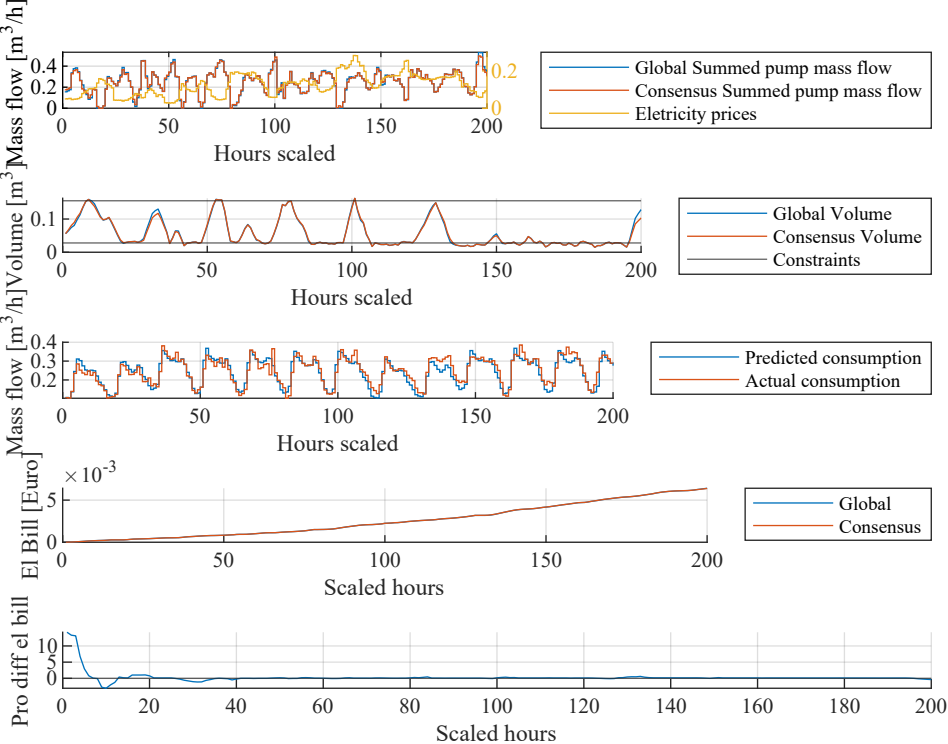 Mass flow [m³/h]
0.4
0.2
0
0.2
0
0
50
100
150
200
Hours scaled
Global Summed pump mass flow
Consensus Summed pump mass flow
Eletricity prices
Volume [m³]
0.1
0
0
50
100
150
200
Hours scaled
Global Volume
Consensus Volume
Constraints
Mass flow [m³/h]
0.4
0.3
0.2
0
50
100
150
200
Hours scaled
Predicted consumption
Actual consumption
El Bill [Euro]
×10⁻³
5
0
0
50
100
150
200
Scaled hours
Global
Consensus
Pro diff el bill
10
5
0
0
20
40
60
80
100
120
140
160
180
200
Scaled hours